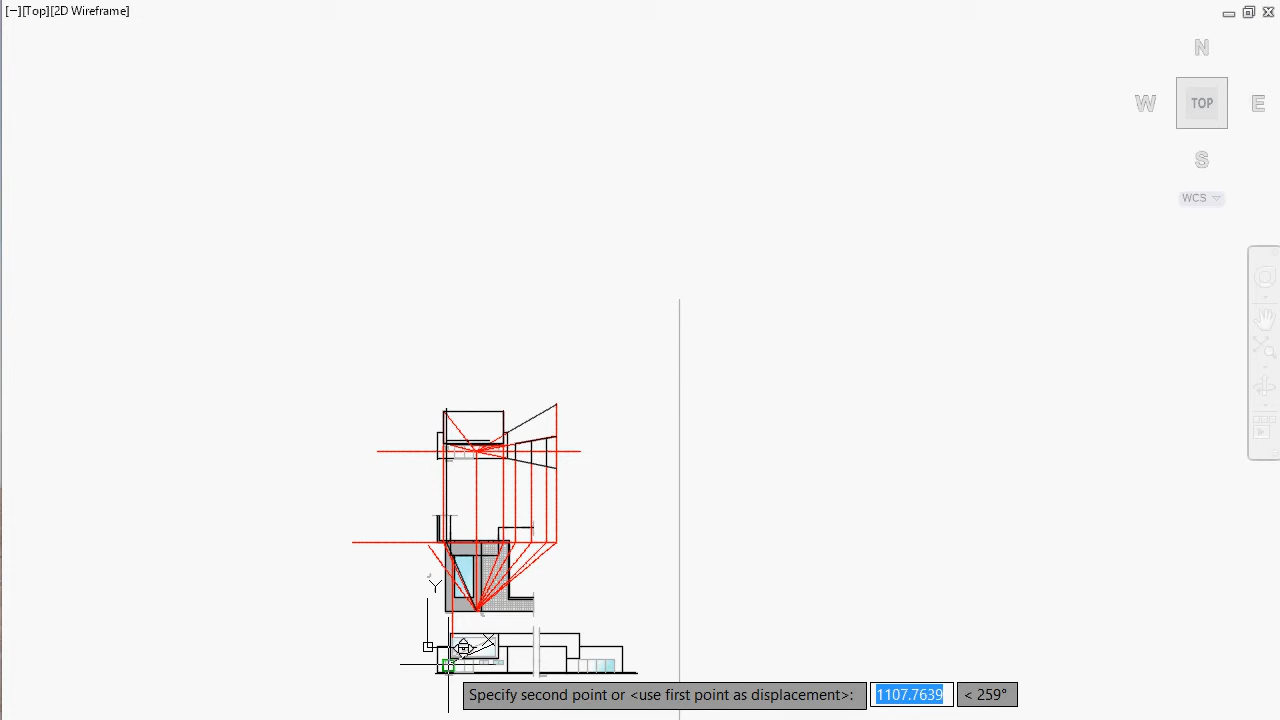 [−][Top][2D Wireframe]
N
W
TOP
E
S
WCS
Y
X
Specify second point or <use first point as displacement>: 1107.7639 < 259°